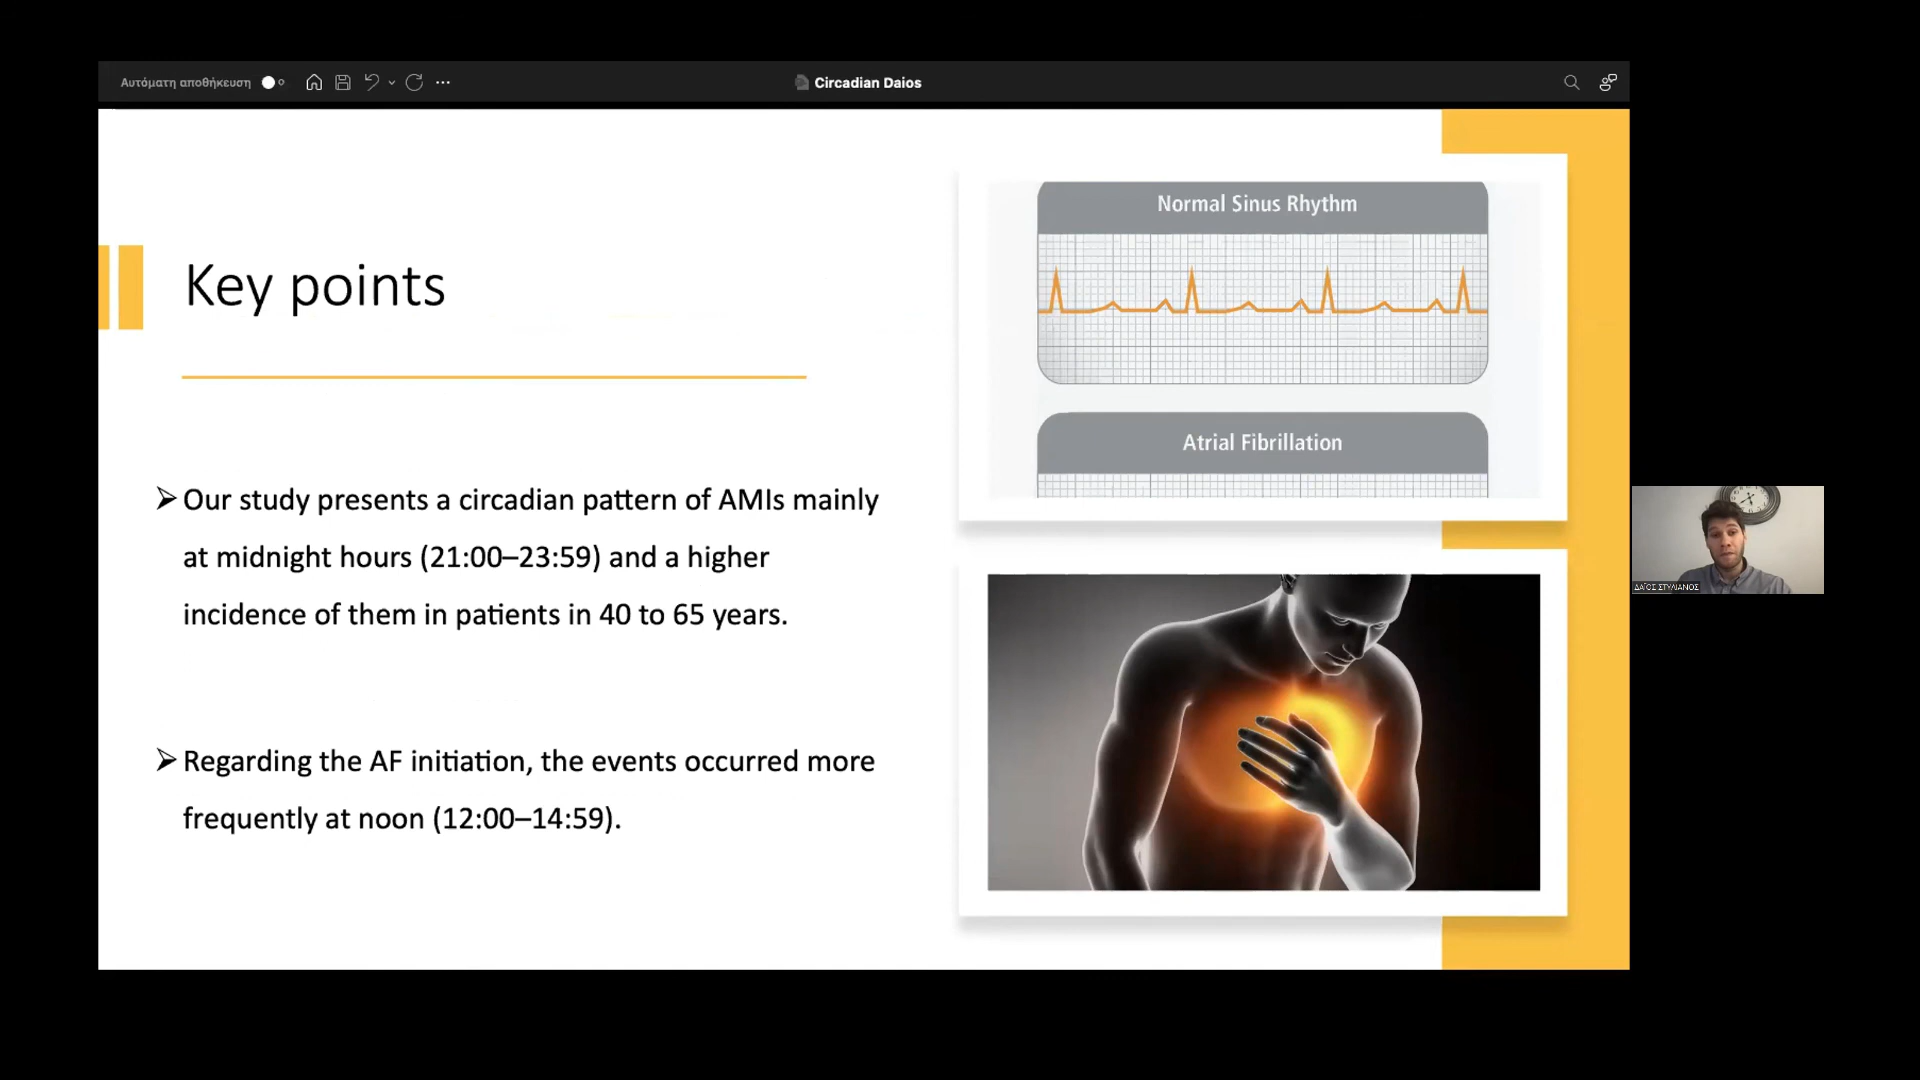 Αυτόματη αποθήκευση
Circadian Daios
Key points
Our study presents a circadian pattern of AMIs mainly
at midnight hours (21:00–23:59) and a higher
incidence of them in patients in 40 to 65 years.
Regarding the AF initiation, the events occurred more
frequently at noon (12:00–14:59).
Normal Sinus Rhythm
Atrial Fibrillation
ΔΑΪΟΣ ΣΤΥΛΙΑΝΟΣ